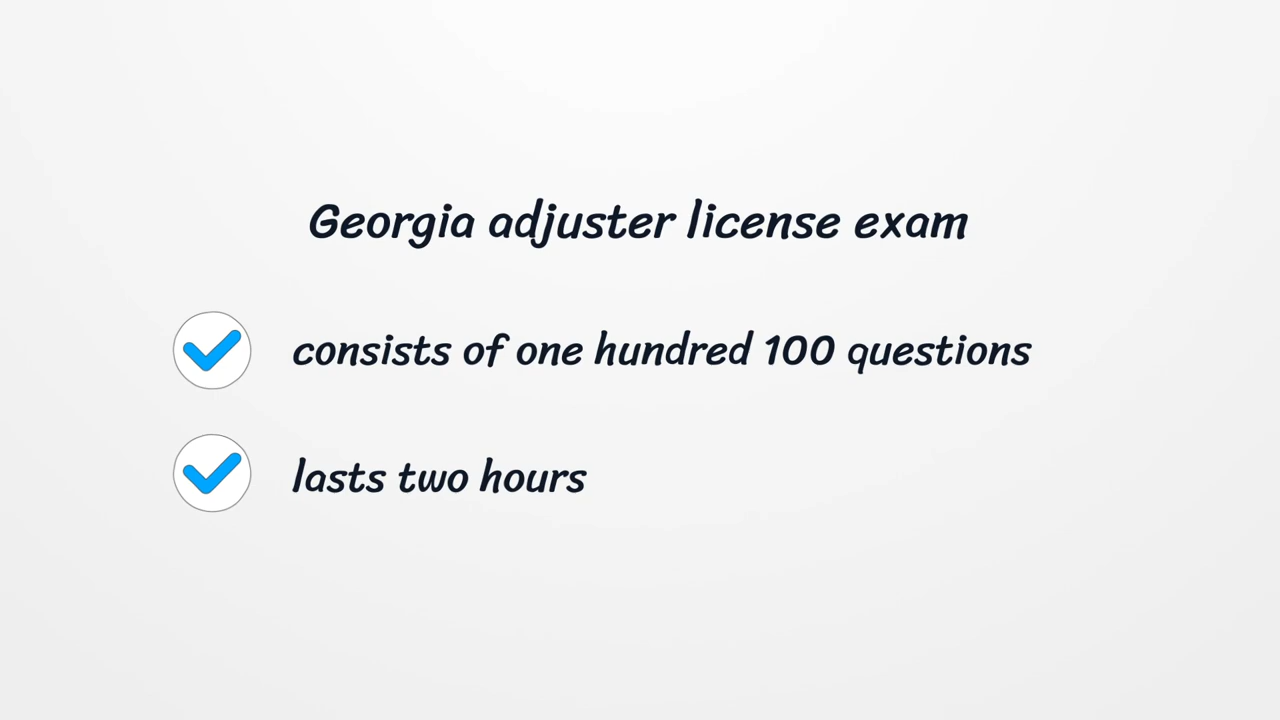 Georgia adjuster license exam
consists of one hundred 100 questions
lasts two hours